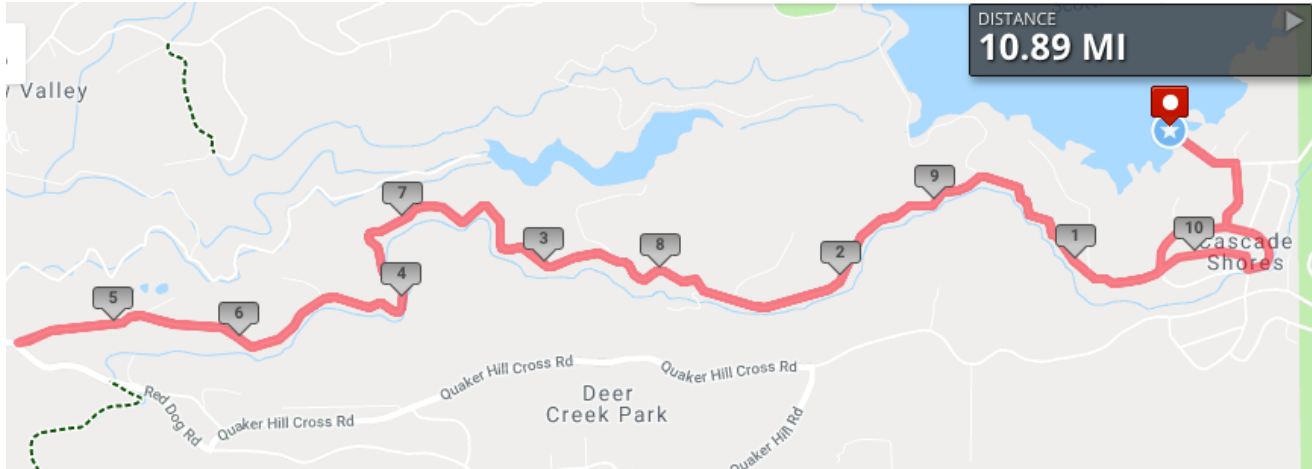 DISTANCE
10.89 MI
Valley
7
9
3
8
2
1
10
Cascade
Shores
4
5
6
Quaker Hill Cross Rd
Quaker Hill Cross Rd
Deer
Creek Park
Red Dog Rd
Quaker Hill Cross Rd
Quaker Hill Rd